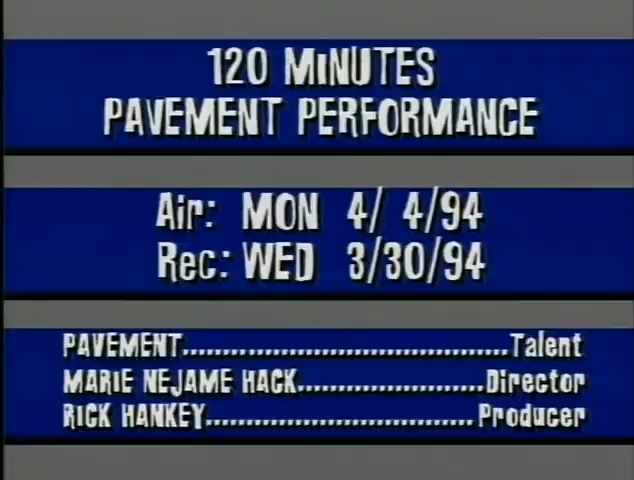 120 MINUTES
PAVEMENT PERFORMANCE
Air: MON 4/ 4/94
Rec: WED 3/30/94
PAVEMENT.......................................Talent
MARIE NEJAME HACK.......................Director
RICK HANKEY.................................Producer